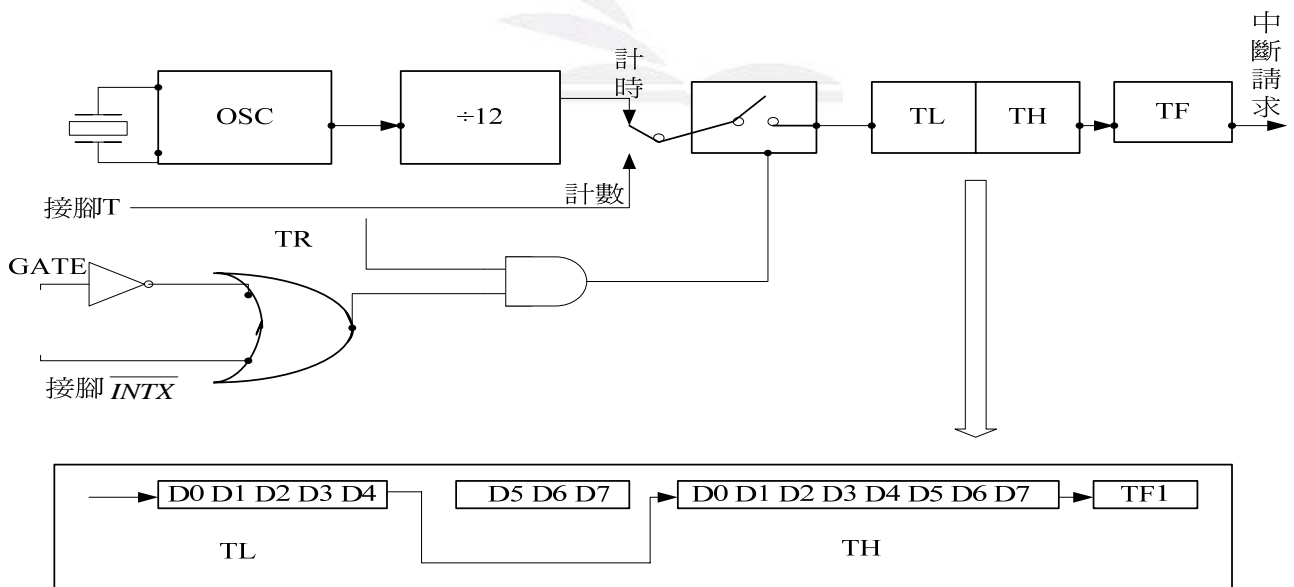 中斷請求
計時
OSC
÷12
TL
TH
TF
計數
接腳T
TR
GATE
接腳 INTX
D0 D1 D2 D3 D4
D5 D6 D7
D0 D1 D2 D3 D4 D5 D6 D7
TF1
TL
TH